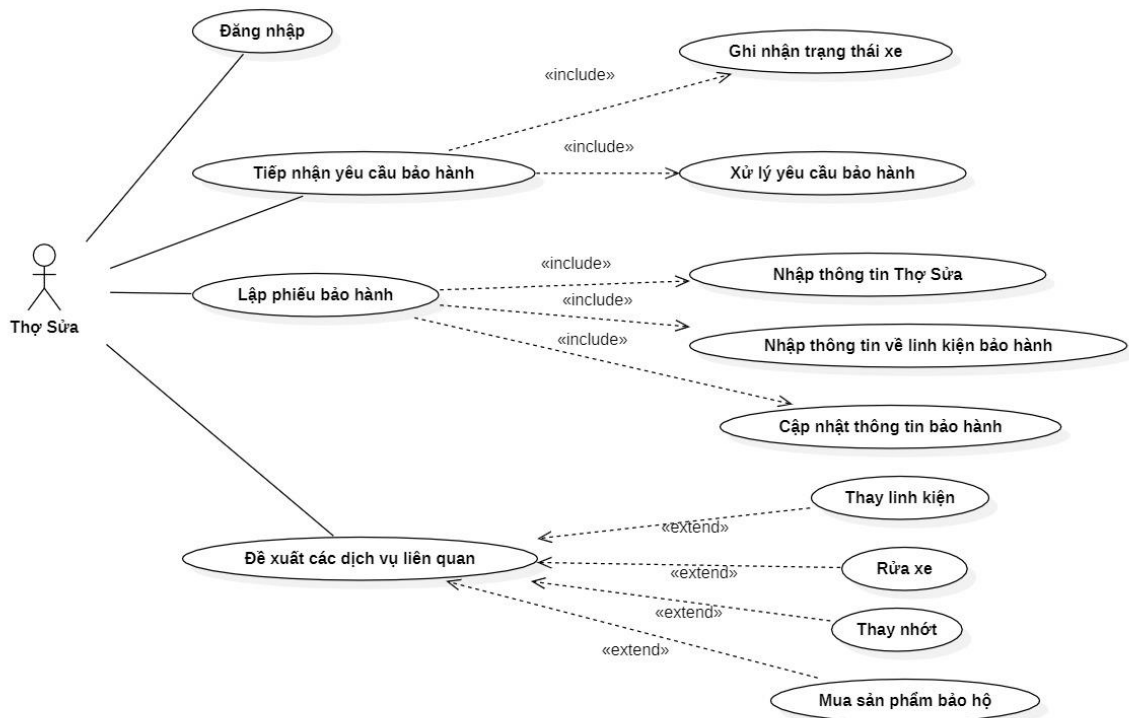 Đăng nhập
Ghi nhận trạng thái xe
«include»
Tiếp nhận yêu cầu bảo hành
«include»
Xử lý yêu cầu bảo hành
Thợ Sửa
Lập phiếu bảo hành
«include»
Nhập thông tin Thợ Sửa
«include»
Nhập thông tin về linh kiện bảo hành
«include»
Cập nhật thông tin bảo hành
Đề xuất các dịch vụ liên quan
«extend»
Thay linh kiện
«extend»
Rửa xe
«extend»
Thay nhớt
«extend»
Mua sản phẩm bảo hộ